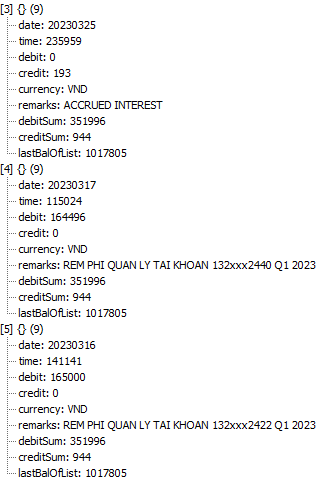 [3] {} (9)
date: 20230325
time: 235959
debit: 0
credit: 193
currency: VND
remarks: ACCRUED INTEREST
debitSum: 351996
creditSum: 944
lastBalOfList: 1017805
[4] {} (9)
date: 20230317
time: 115024
debit: 164496
credit: 0
currency: VND
remarks: REM PHI QUAN LY TAI KHOAN 132xxx2440 Q1 2023
debitSum: 351996
creditSum: 944
lastBalOfList: 1017805
[5] {} (9)
date: 20230316
time: 141141
debit: 165000
credit: 0
currency: VND
remarks: REM PHI QUAN LY TAI KHOAN 132xxx2422 Q1 2023
debitSum: 351996
creditSum: 944
lastBalOfList: 1017805